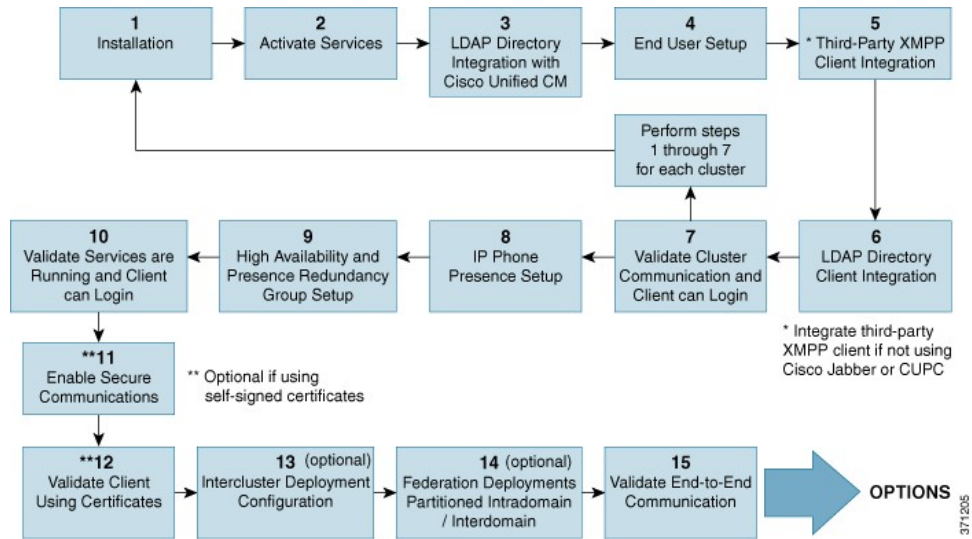 1
Installation
2
Activate Services
3
LDAP Directory
Integration with
Cisco Unified CM
4
End User Setup
5
* Third-Party XMPP
Client Integration
Perform steps
1 through 7
for each cluster
10
Validate Services are
Running and Client
can Login
9
High Availability and
Presence Redundancy
Group Setup
8
IP Phone
Presence Setup
7
Validate Cluster
Communication and
Client can Login
6
LDAP Directory
Client Integration
* Integrate third-party
XMPP client if not using
Cisco Jabber or CUPC
**11
Enable Secure
Communications
** Optional if using
self-signed certificates
**12
Validate Client
Using Certificates
13 (optional)
Intercluster Deployment
Configuration
14 (optional)
Federation Deployments
Partitioned Intradomain
/ Interdomain
15
Validate End-to-End
Communication
OPTIONS
371205